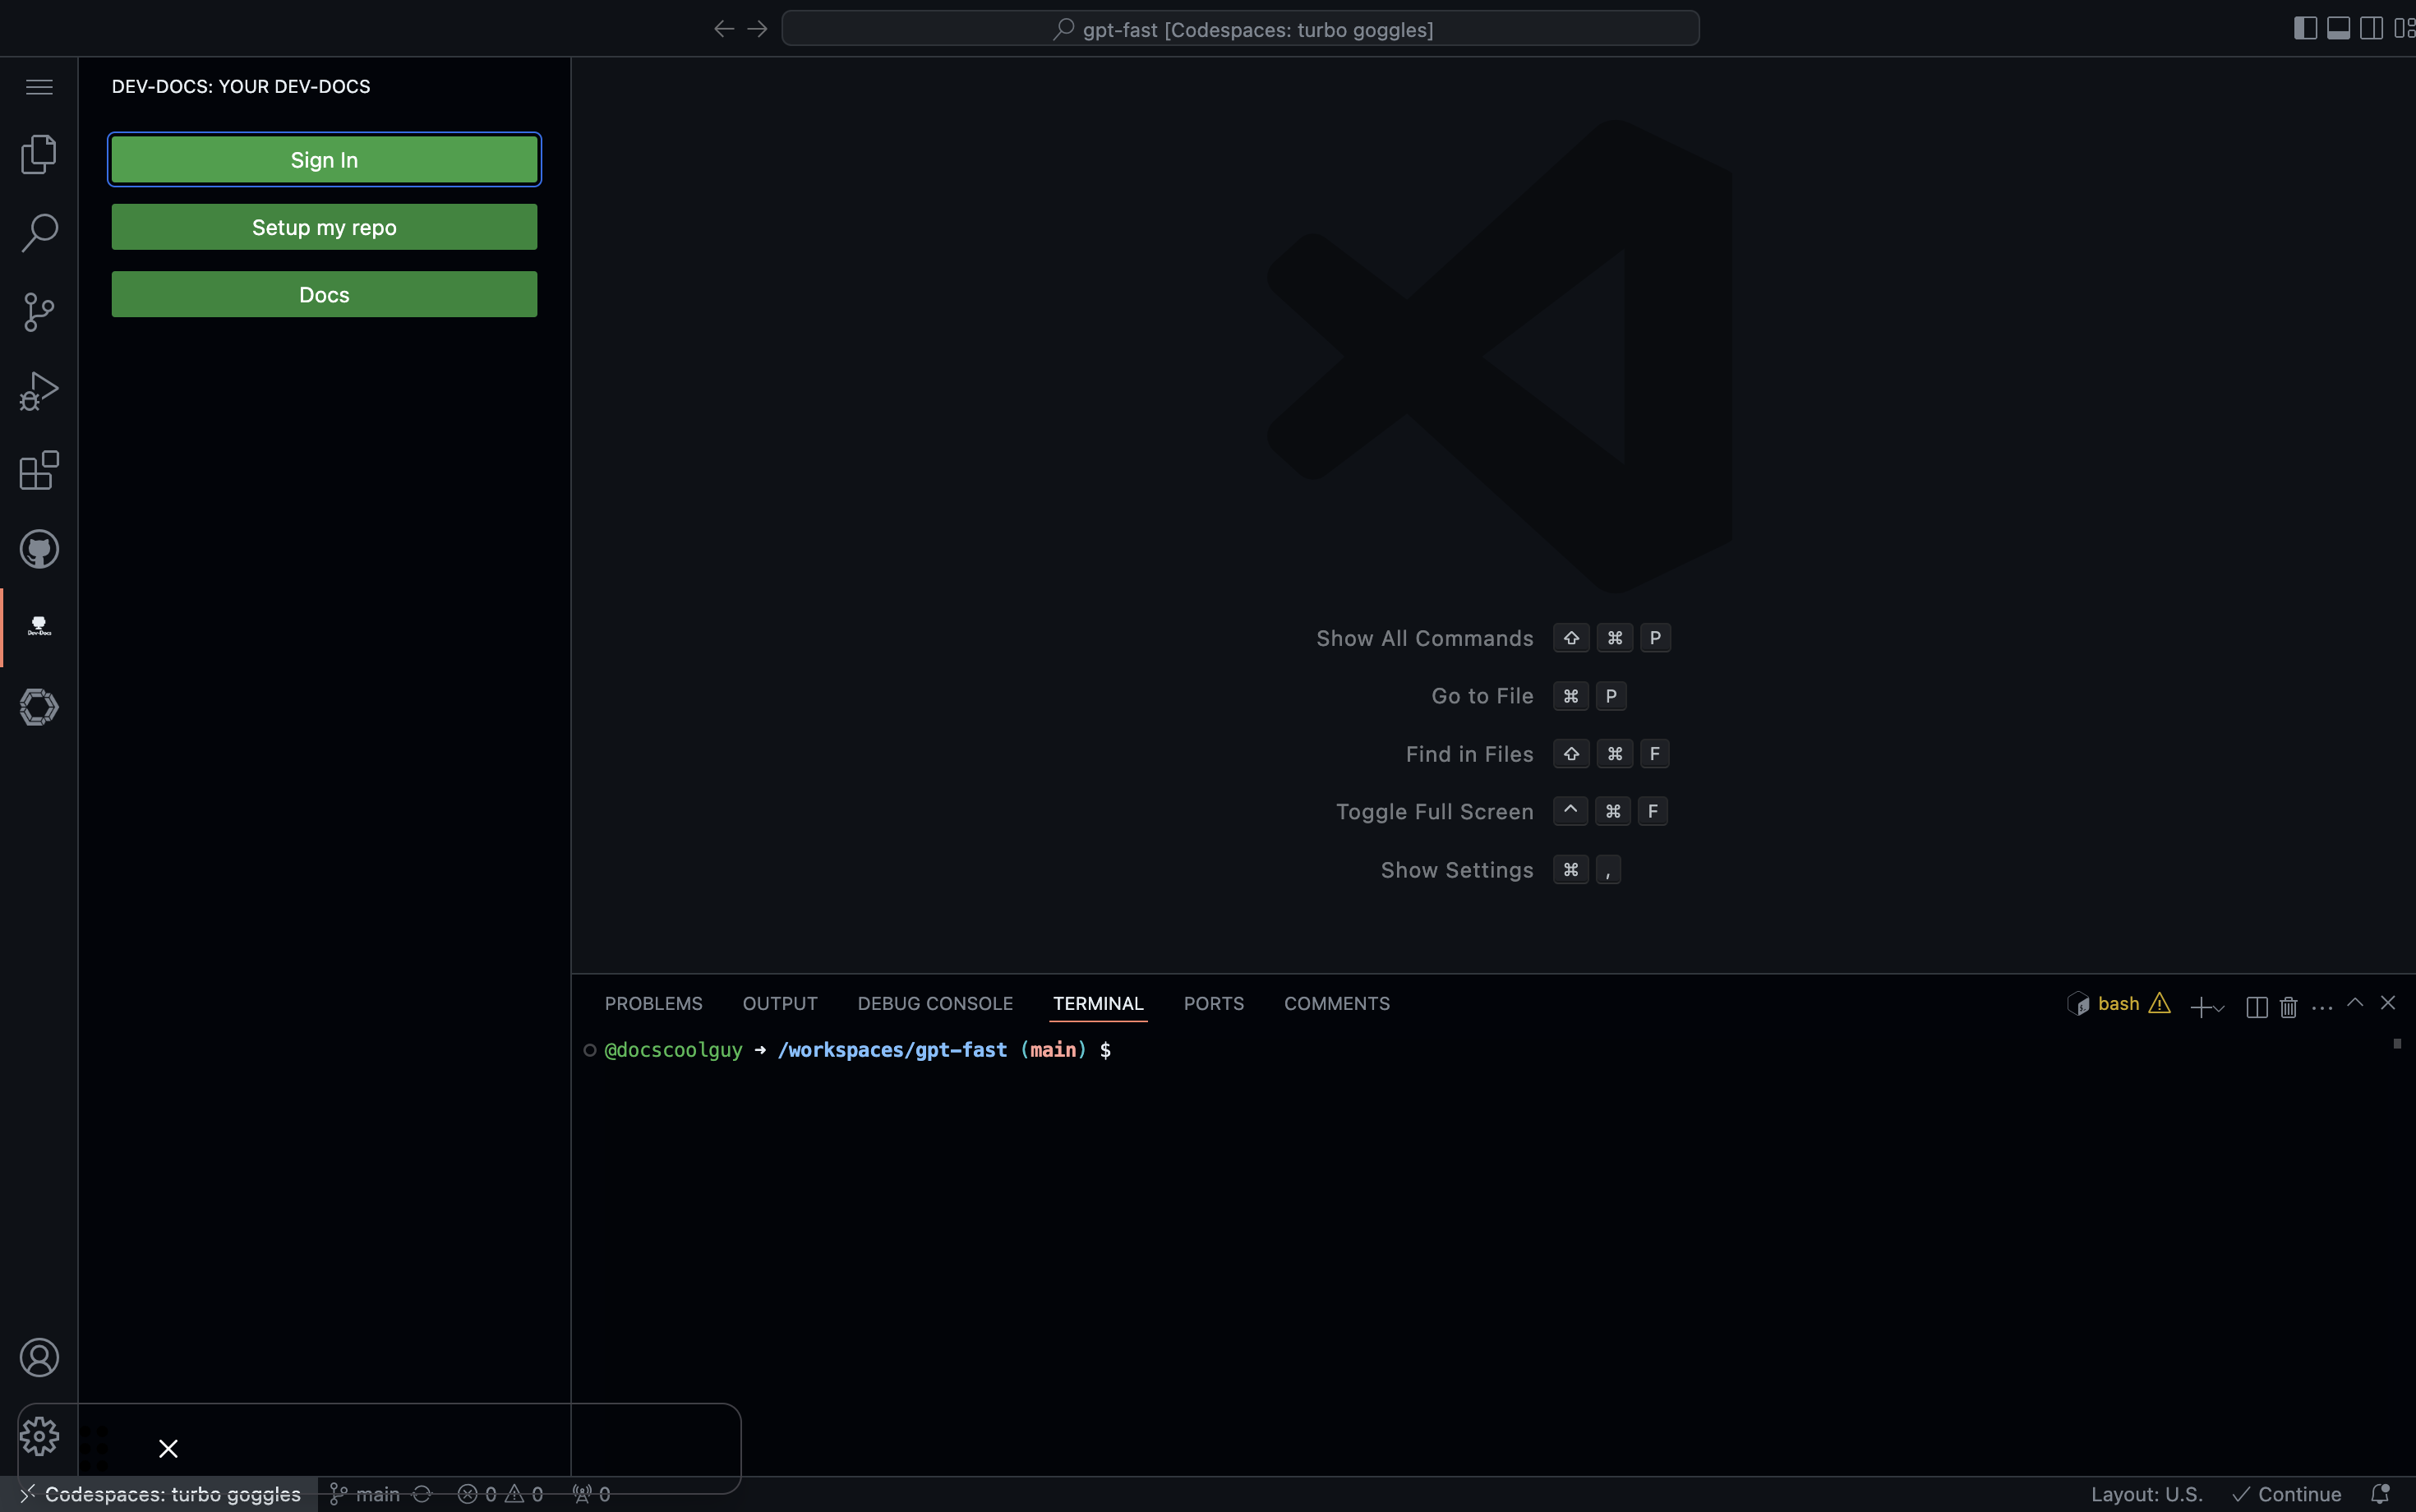 gpt-fast [Codespaces: turbo goggles]
DEV-DOCS: YOUR DEV-DOCS
Sign In
Setup my repo
Docs
Dev-Docs
Show All Commands ⇧ ⌘ P
Go to File ⌘ P
Find in Files ⇧ ⌘ F
Toggle Full Screen ^ ⌘ F
Show Settings ⌘ ,
PROBLEMS OUTPUT DEBUG CONSOLE TERMINAL PORTS COMMENTS bash
@docscoolguy ➜ /workspaces/gpt-fast (main) $
Codespaces: turbo goggles main 0 0 0 Layout: U.S. Continue